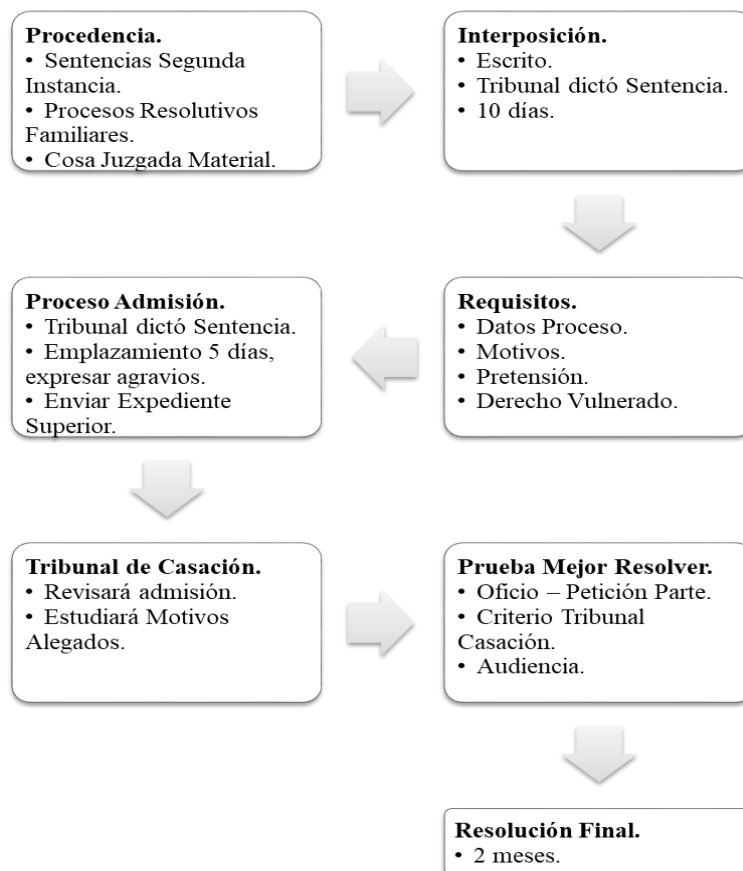 Procedencia.
• Sentencias Segunda
Instancia.
• Procesos Resolutivos
Familiares.
• Cosa Juzgada Material.
Interposición.
• Escrito.
• Tribunal dictó Sentencia.
• 10 días.
Requisitos.
• Datos Proceso.
• Motivos.
• Pretensión.
• Derecho Vulnerado.
Proceso Admisión.
• Tribunal dictó Sentencia.
• Emplazamiento 5 días,
expresar agravios.
• Enviar Expediente
Superior.
Tribunal de Casación.
• Revisará admisión.
• Estudiará Motivos
Alegados.
Prueba Mejor Resolver.
• Oficio – Petición Parte.
• Criterio Tribunal
Casación.
• Audiencia.
Resolución Final.
• 2 meses.